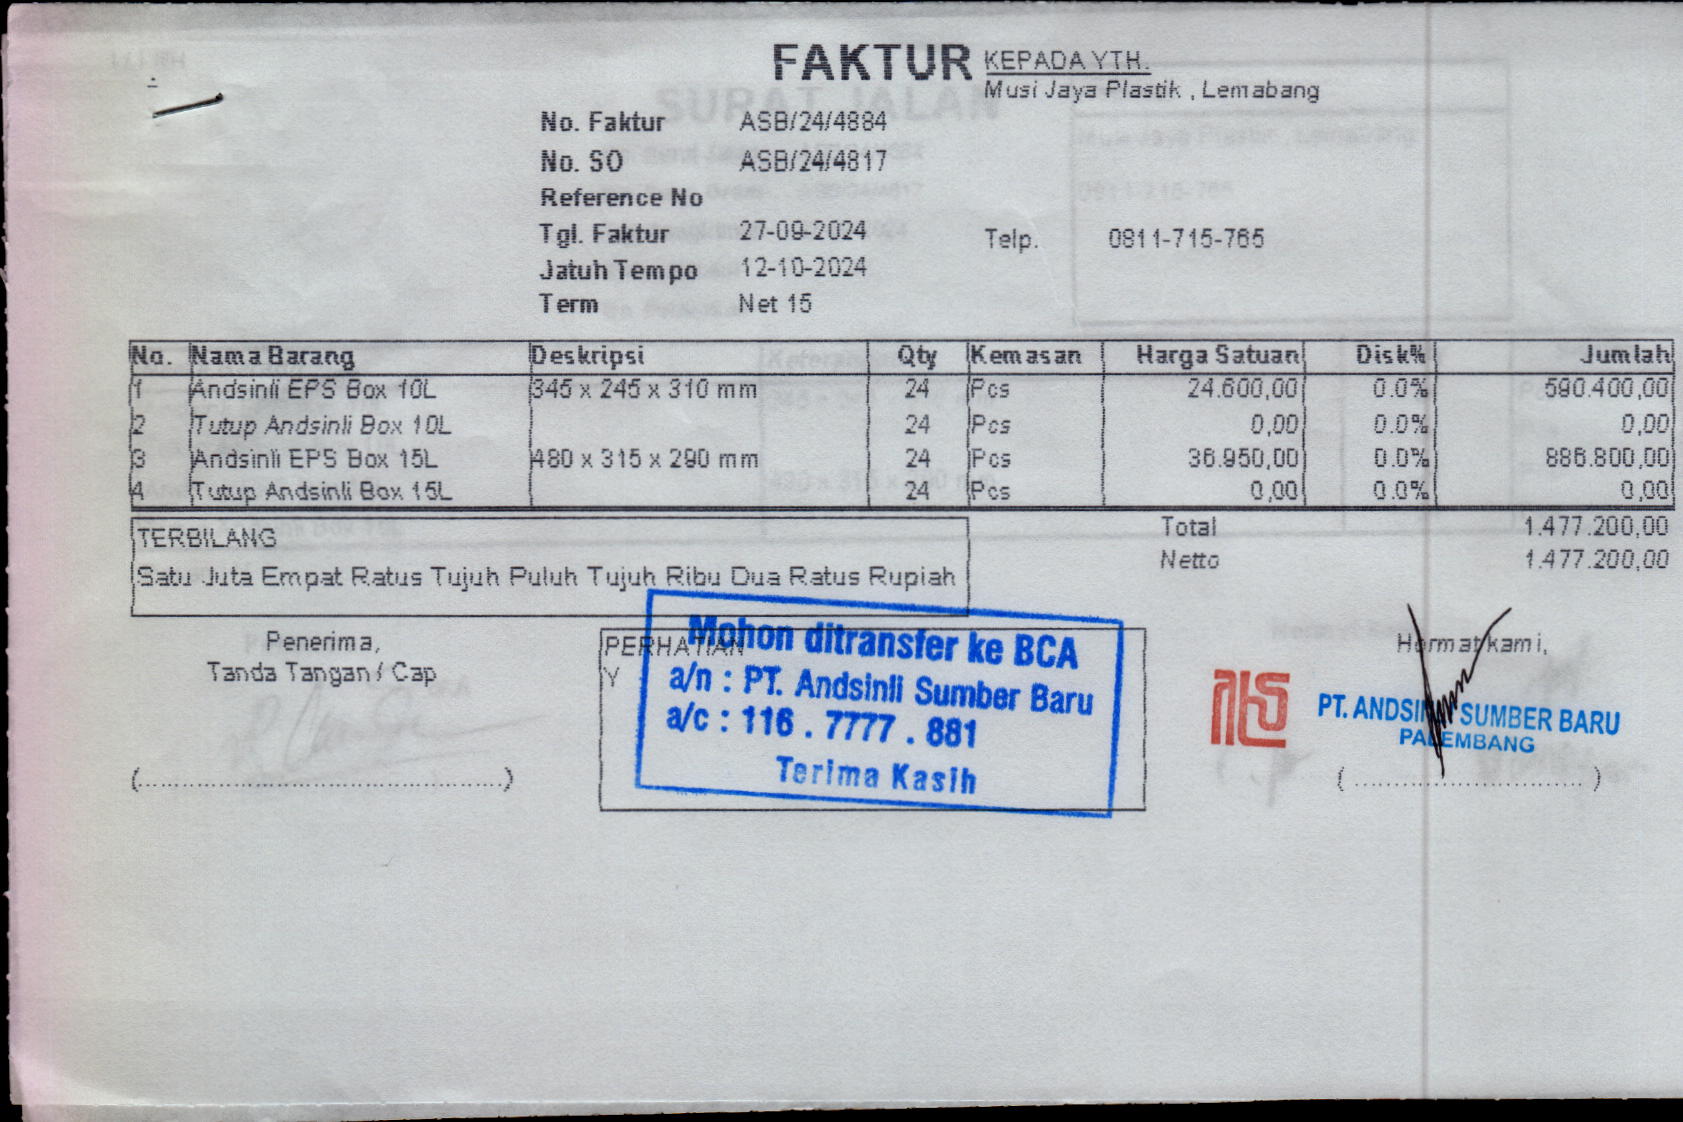 FAKTUR
KEPADA YTH.
Musi Jaya Plastik , Lemabang
No. Faktur ASB/24/4884
No. SO ASB/24/4817
Reference No
Tgl. Faktur 27-09-2024
Telp. 0811-715-765
Jatuh Tempo 12-10-2024
Term Net 15
No. Nama Barang Deskripsi Qty Kemasan Harga Satuan Disk% Jumlah
1 Andsinli EPS Box 10L 345 x 245 x 310 mm 24 Pcs 24.600,00 0.0% 590.400,00
2 Tutup Andsinli Box 10L 24 Pcs 0,00 0.0% 0,00
3 Andsinli EPS Box 15L 480 x 315 x 290 mm 24 Pcs 36.950,00 0.0% 886.800,00
4 Tutup Andsinli Box 15L 24 Pcs 0,00 0.0% 0,00
TERBILANG
Satu Juta Empat Ratus Tujuh Puluh Tujuh Ribu Dua Ratus Rupiah
Total 1.477.200,00
Netto 1.477.200,00
Penerima,
Tanda Tangan / Cap
(................................................)
PERHATIAN
Y
Mohon ditransfer ke BCA
a/n : PT. Andsinli Sumber Baru
a/c : 116 . 7777 . 881
Terima Kasih
Hormat kami,
PT. ANDSINLI SUMBER BARU
PALEMBANG
( ............................. )
SURAT JALAN